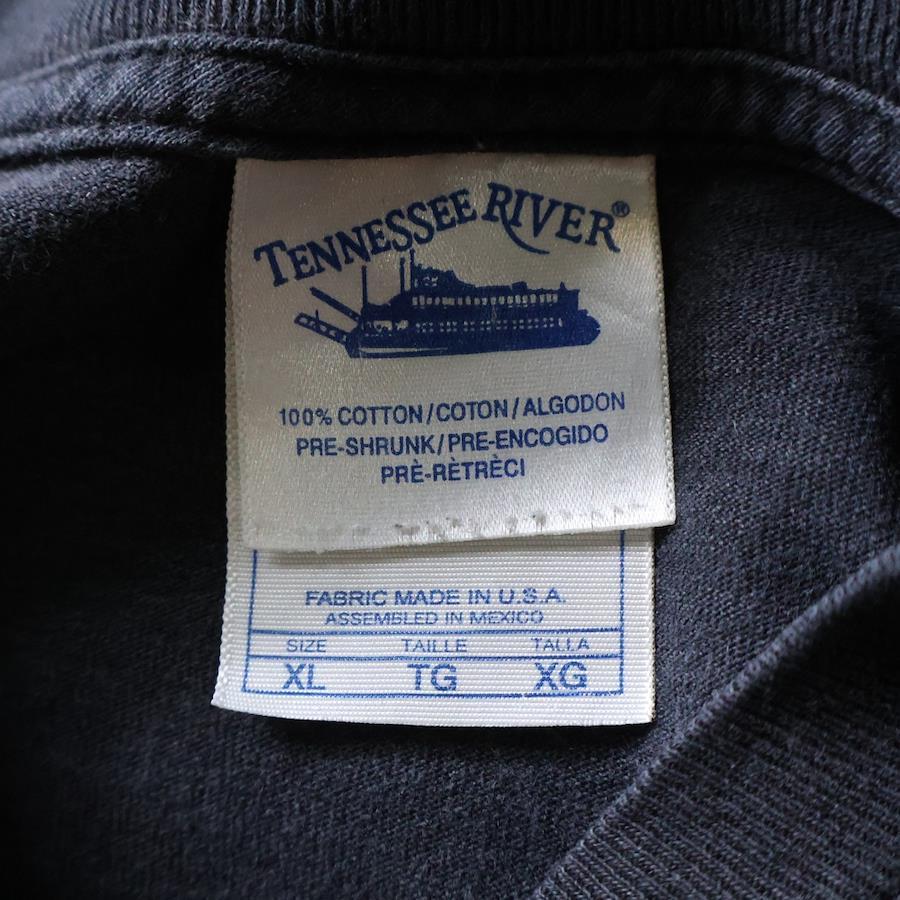 TENNESSEE RIVER®
100% COTTON/COTON/ALGODON
PRE-SHRUNK/PRE-ENCOGIDO
PRÈ-RÈTRÈCI
FABRIC MADE IN U.S.A.
ASSEMBLED IN MEXICO
SIZE TAILLE TALLA
XL TG XG